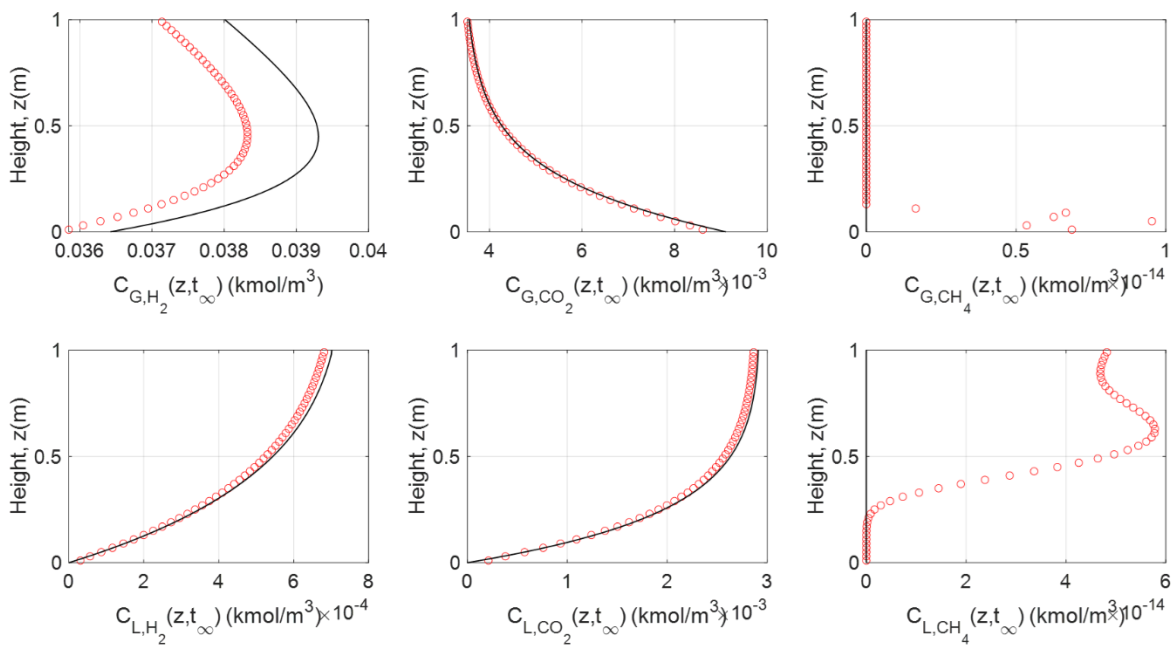 1
0.5
0
Height, z(m)
0.036 0.037 0.038 0.039 0.04
C_{G,H_2}(z,t_∞) (kmol/m^3)
1
0.5
0
Height, z(m)
4 6 8 10
C_{G,CO_2}(z,t_∞) (kmol/m^3) ×10^{-3}
1
0.5
0
Height, z(m)
0 0.5 1
C_{G,CH_4}(z,t_∞) (kmol/m^3) ×10^{-14}
1
0.5
0
Height, z(m)
0 2 4 6 8
C_{L,H_2}(z,t_∞) (kmol/m^3) ×10^{-4}
1
0.5
0
Height, z(m)
0 1 2 3
C_{L,CO_2}(z,t_∞) (kmol/m^3) ×10^{-3}
1
0.5
0
Height, z(m)
0 2 4 6
C_{L,CH_4}(z,t_∞) (kmol/m^3) ×10^{-14}